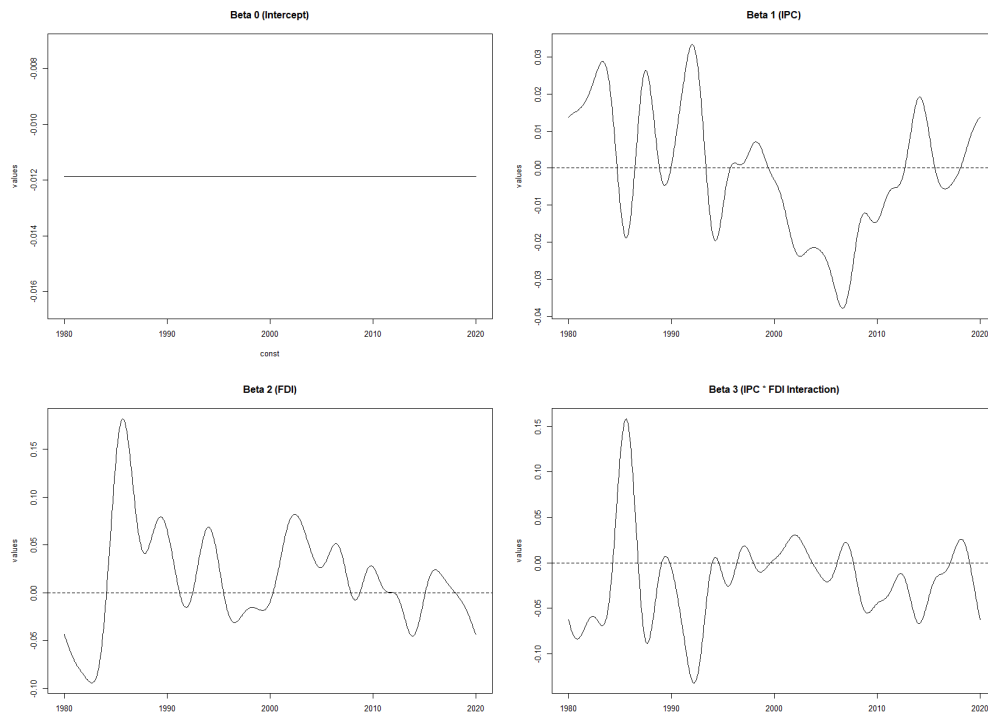 Beta 0 (Intercept)
values
-0.008
-0.010
-0.012
-0.014
-0.016
1980 1990 2000 2010 2020
const
Beta 1 (IPC)
values
0.03
0.02
0.01
0.00
-0.01
-0.02
-0.03
-0.04
1980 1990 2000 2010 2020
Beta 2 (FDI)
values
0.15
0.10
0.05
0.00
-0.05
-0.10
1980 1990 2000 2010 2020
Beta 3 (IPC * FDI Interaction)
values
0.15
0.10
0.05
0.00
-0.05
-0.10
1980 1990 2000 2010 2020